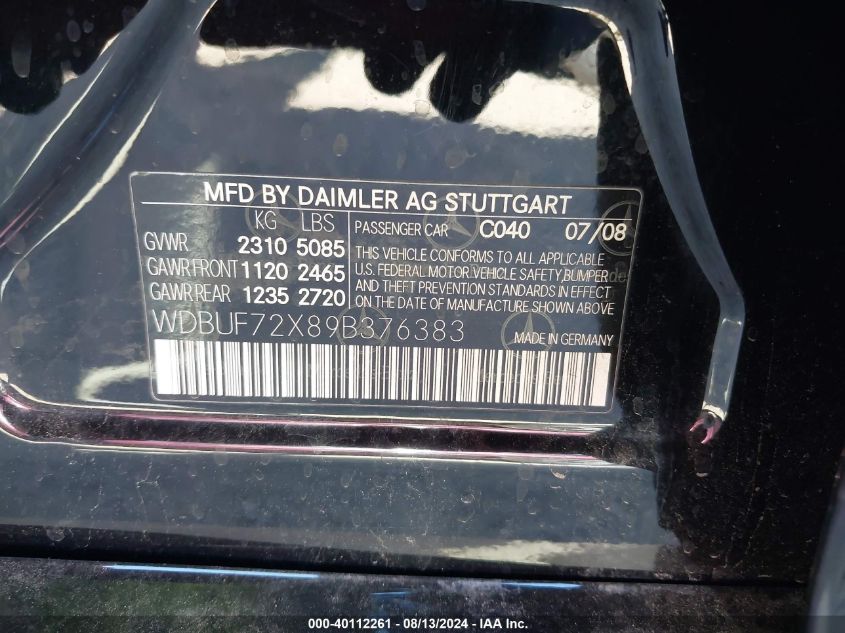 MFD BY DAIMLER AG STUTTGART
KG LBS
GVWR 2310 5085
GAWR FRONT 1120 2465
GAWR REAR 1235 2720
PASSENGER CAR C040 07/08
THIS VEHICLE CONFORMS TO ALL APPLICABLE
U.S. FEDERAL MOTOR VEHICLE SAFETY, BUMPER
AND THEFT PREVENTION STANDARDS IN EFFECT
ON THE DATE OF MANUFACTURE SHOWN ABOVE
WDBUF72X89B376383 MADE IN GERMANY
000-40112261 - 08/13/2024 - IAA Inc.